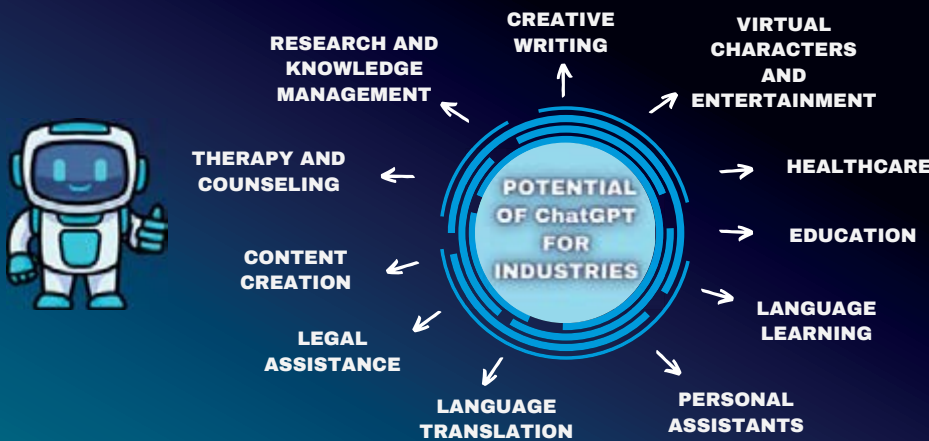 CREATIVE
WRITING
VIRTUAL
CHARACTERS
AND
ENTERTAINMENT
RESEARCH AND
KNOWLEDGE
MANAGEMENT
THERAPY AND
COUNSELING
HEALTHCARE
POTENTIAL
OF ChatGPT
FOR
INDUSTRIES
EDUCATION
CONTENT
CREATION
LANGUAGE
LEARNING
LEGAL
ASSISTANCE
LANGUAGE
TRANSLATION
PERSONAL
ASSISTANTS